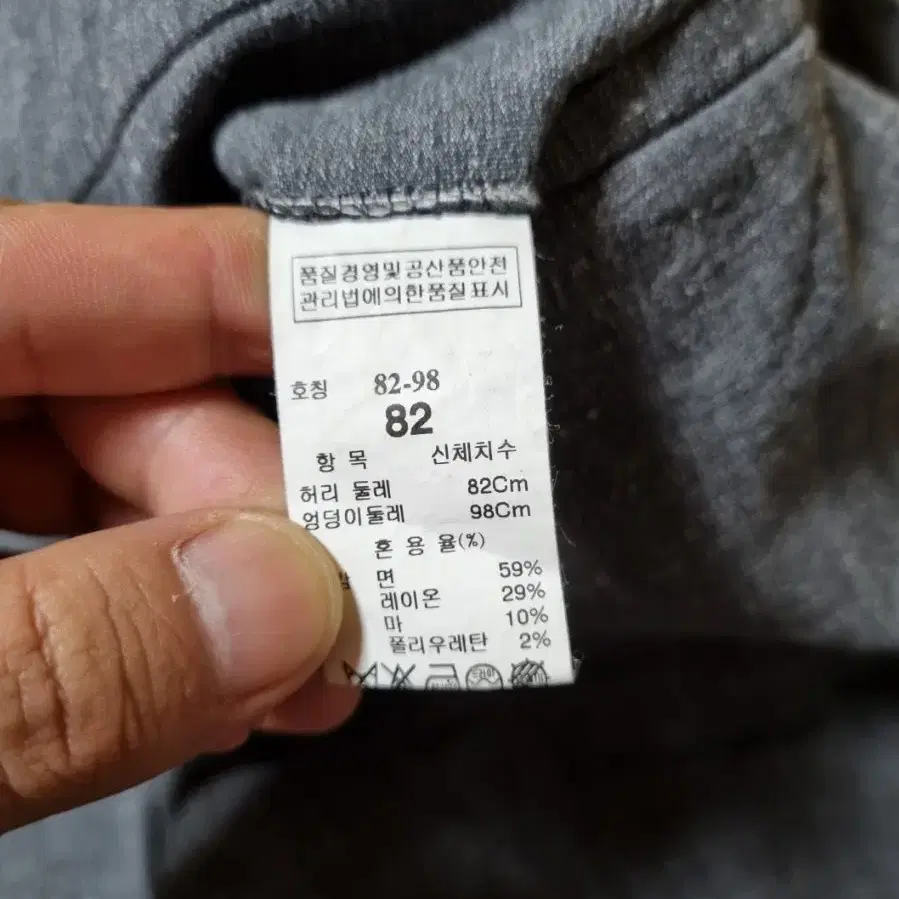 품질경영및공산품안전
관리법에의한품질표시
호칭 82-98
82
항 목 신체치수
허리 둘레 82Cm
엉덩이둘레 98Cm
혼 용 율(%)
면 59%
레이온 29%
마 10%
폴리우레탄 2%
드라이